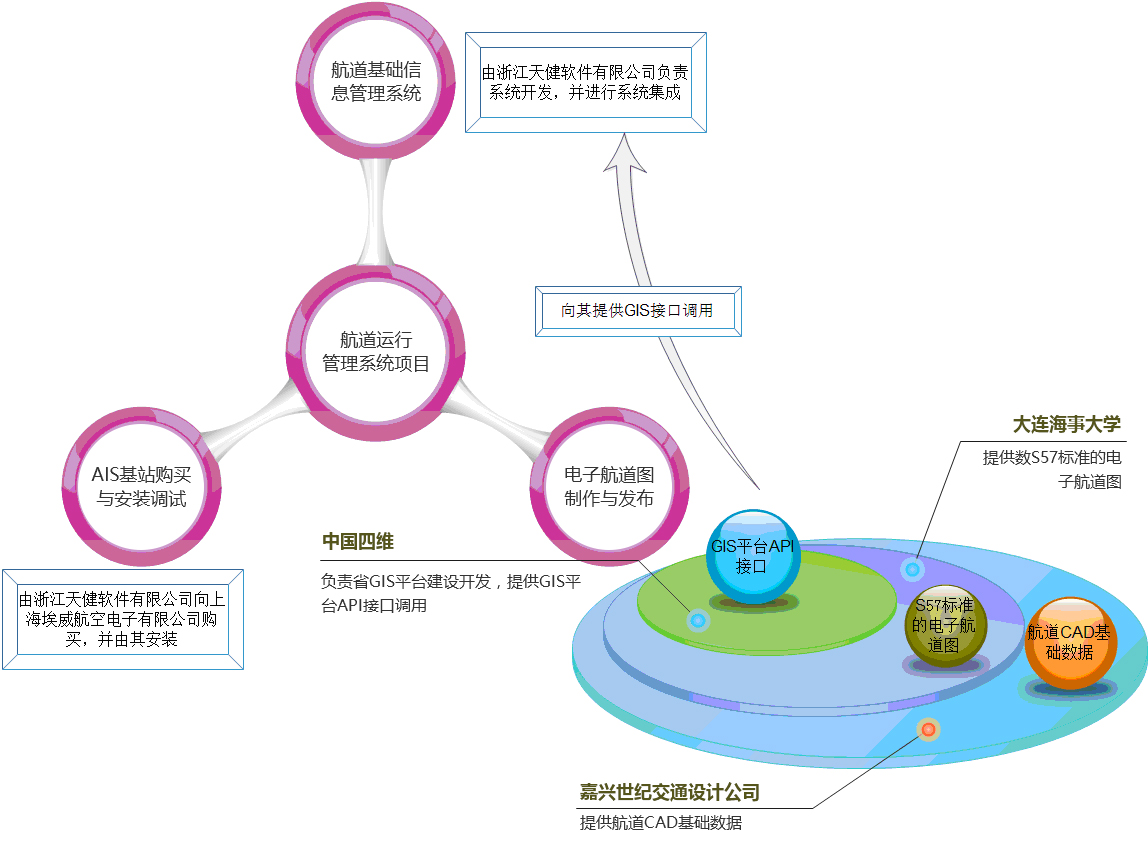 航道基础信
息管理系统
由浙江天健软件有限公司负责
系统开发，并进行系统集成
向其提供GIS接口调用
航道运行
管理系统项目
AIS基站购买
与安装调试
电子航道图
制作与发布
大连海事大学
提供数S57标准的电
子航道图
中国四维
负责省GIS平台建设开发，提供GIS平
台API接口调用
GIS平台API
接口
由浙江天健软件有限公司向上
海埃威航空电子有限公司购
买，并由其安装
S57标准
的电子航
道图
航道CAD基
础数据
嘉兴世纪交通设计公司
提供航道CAD基础数据